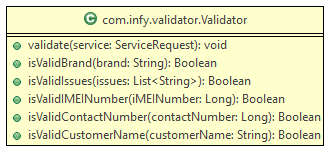 com.infy.validator.Validator
validate(service: ServiceRequest): void
isValidBrand(brand: String): Boolean
isValidIssues(issues: List<String>): Boolean
isValidIMEINumber(iMEINumber: Long): Boolean
isValidContactNumber(contactNumber: Long): Boolean
isValidCustomerName(customerName: String): Boolean